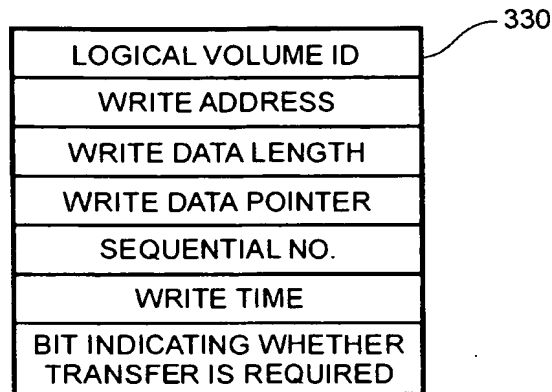 330
LOGICAL VOLUME ID
WRITE ADDRESS
WRITE DATA LENGTH
WRITE DATA POINTER
SEQUENTIAL NO.
WRITE TIME
BIT INDICATING WHETHER
TRANSFER IS REQUIRED